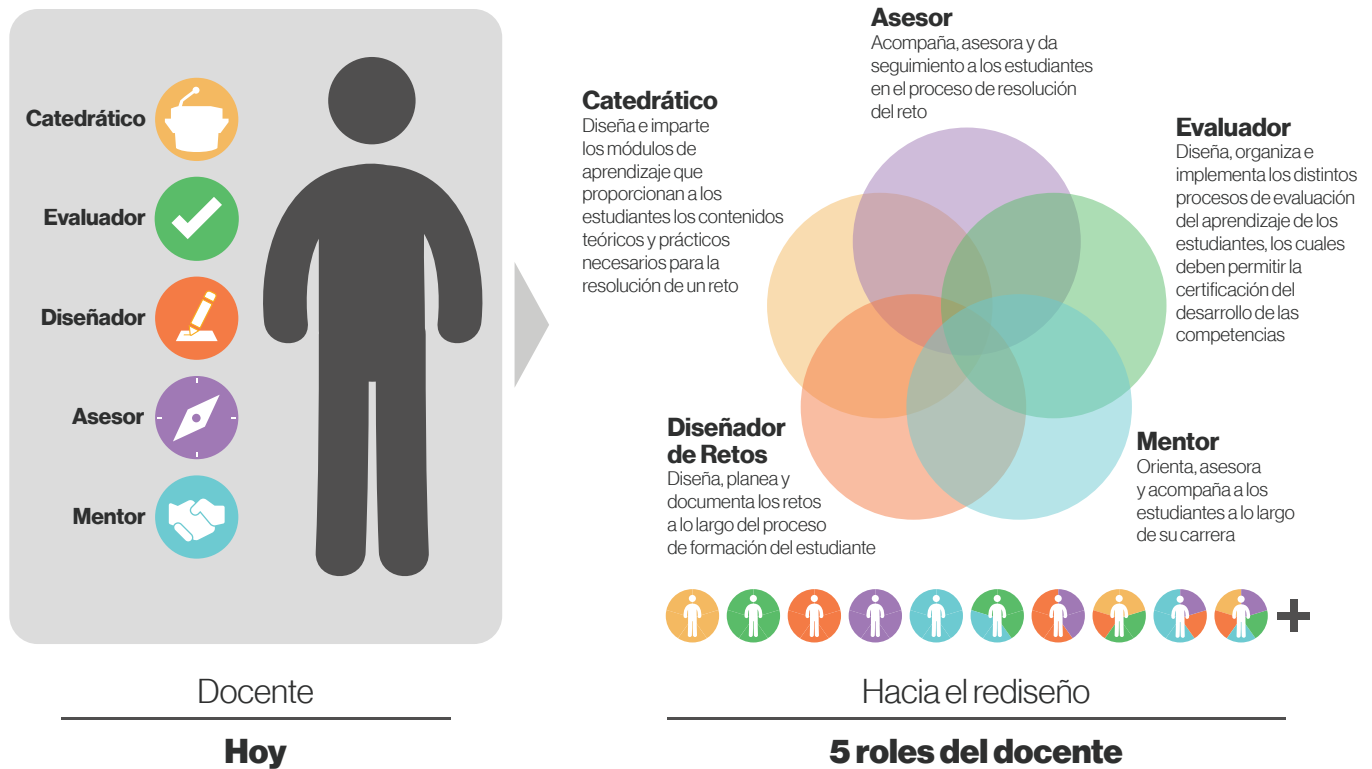 Catedrático
Evaluador
Diseñador
Asesor
Mentor
Docente
Hoy
Asesor
Acompaña, asesora y da
seguimiento a los estudiantes
en el proceso de resolución
del reto
Catedrático
Diseña e imparte
los módulos de
aprendizaje que
proporcionan a los
estudiantes los contenidos
teóricos y prácticos
necesarios para la
resolución de un reto
Evaluador
Diseña, organiza e
implementa los distintos
procesos de evaluación
del aprendizaje de los
estudiantes, los cuales
deben permitir la
certificación del
desarrollo de las
competencias
Diseñador
de Retos
Diseña, planea y
documenta los retos
a lo largo del proceso
de formación del estudiante
Mentor
Orienta, asesora
y acompaña a los
estudiantes a lo largo
de su carrera
Hacia el rediseño
5 roles del docente